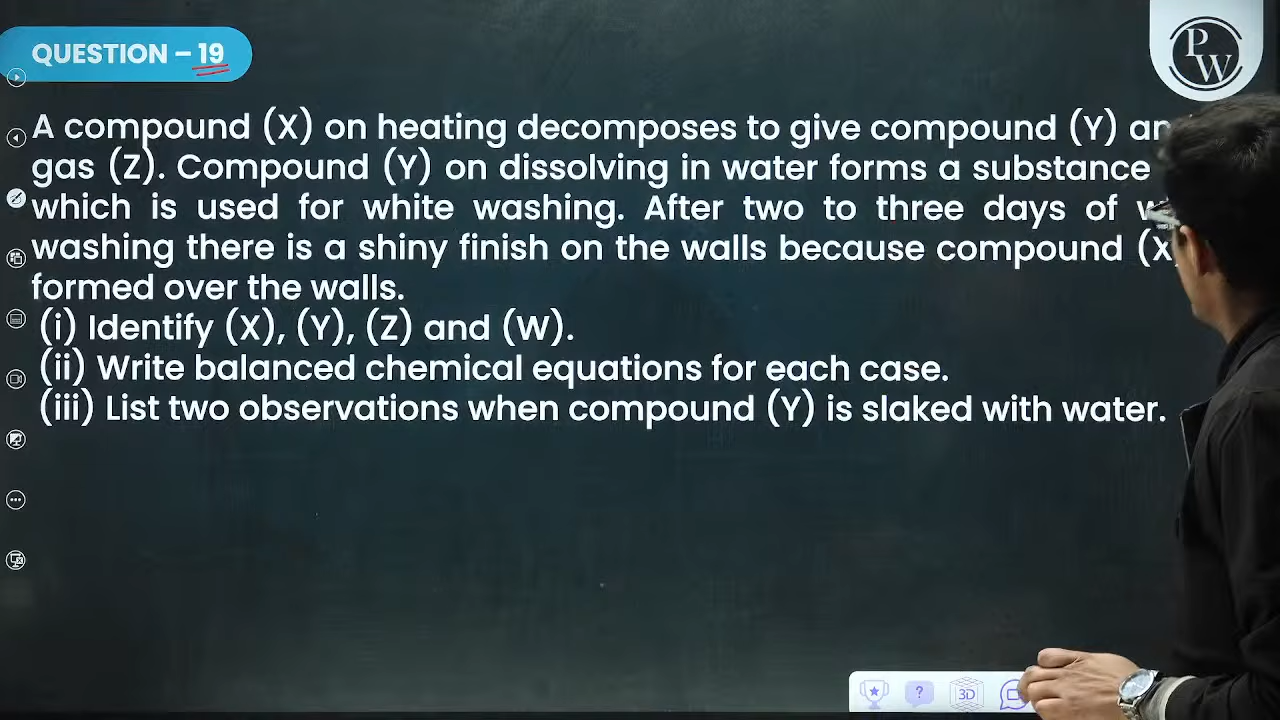 QUESTION – 19
P
W
A compound (X) on heating decomposes to give compound (Y)
gas (Z). Compound (Y) on dissolving in water forms a substance
which is used for white washing. After two to three days of
washing there is a shiny finish on the walls because compound (X
formed over the walls.
(i) Identify (X), (Y), (Z) and (W).
(ii) Write balanced chemical equations for each case.
(iii) List two observations when compound (Y) is slaked with water.
? 3D